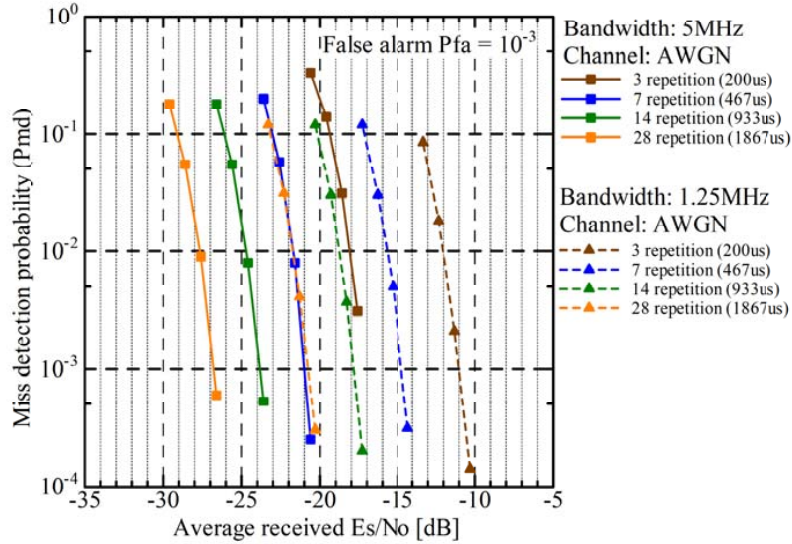 10^0
10^-1
10^-2
10^-3
10^-4
Miss detection probability (Pmd)
False alarm Pfa = 10^-3
-35
-30
-25
-20
-15
-10
-5
Average received Es/No [dB]
Bandwidth: 5MHz
Channel: AWGN
3 repetition (200us)
7 repetition (467us)
14 repetition (933us)
28 repetition (1867us)
Bandwidth: 1.25MHz
Channel: AWGN
3 repetition (200us)
7 repetition (467us)
14 repetition (933us)
28 repetition (1867us)